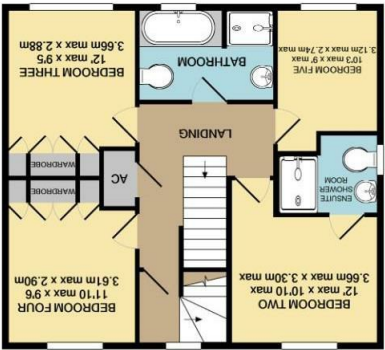 BEDROOM TWO
12' max x 10'10 max
3.66m max x 3.30m max
BEDROOM FOUR
11'10 max x 9'6
3.61m max x 2.90m
ENSUITE
SHOWER
ROOM
AC
WARDROBE
WARDROBE
LANDING
BEDROOM FIVE
10'3 max x 9' max
3.12m max x 2.74m max
BATHROOM
BEDROOM THREE
12' max x 9'5
3.66m max x 2.88m